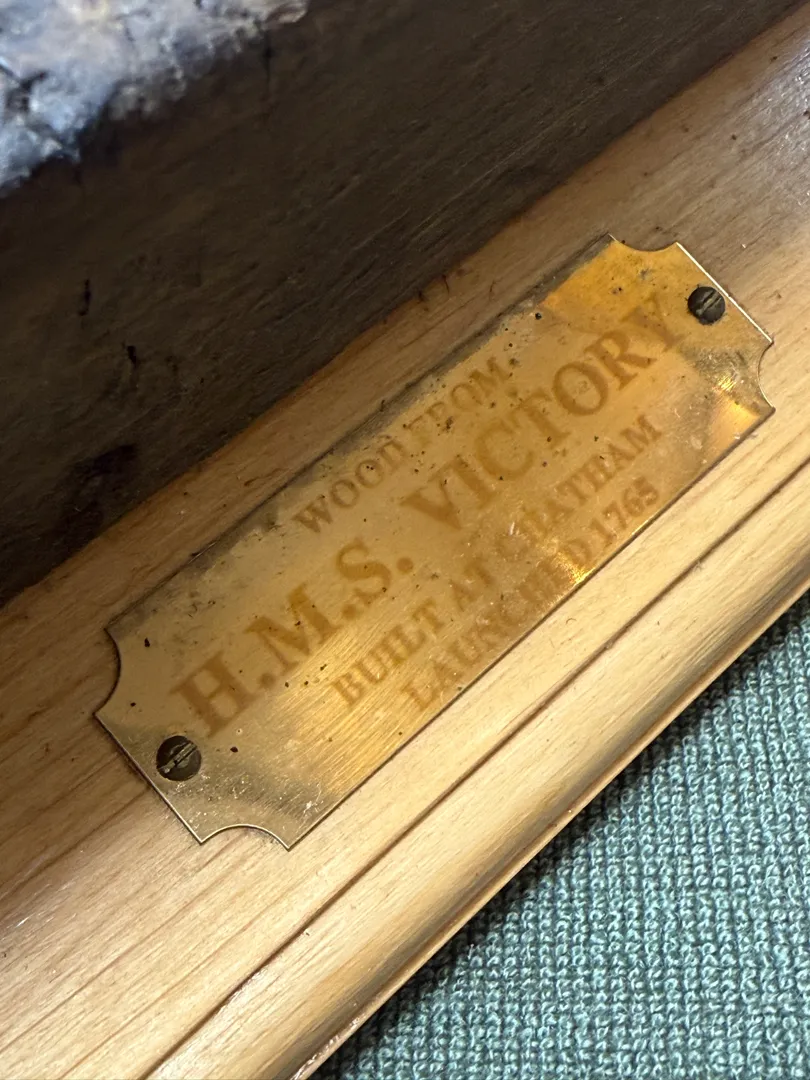 WOOD FROM
H.M.S. VICTORY
BUILT AT CHATHAM
LAUNCHED 1765